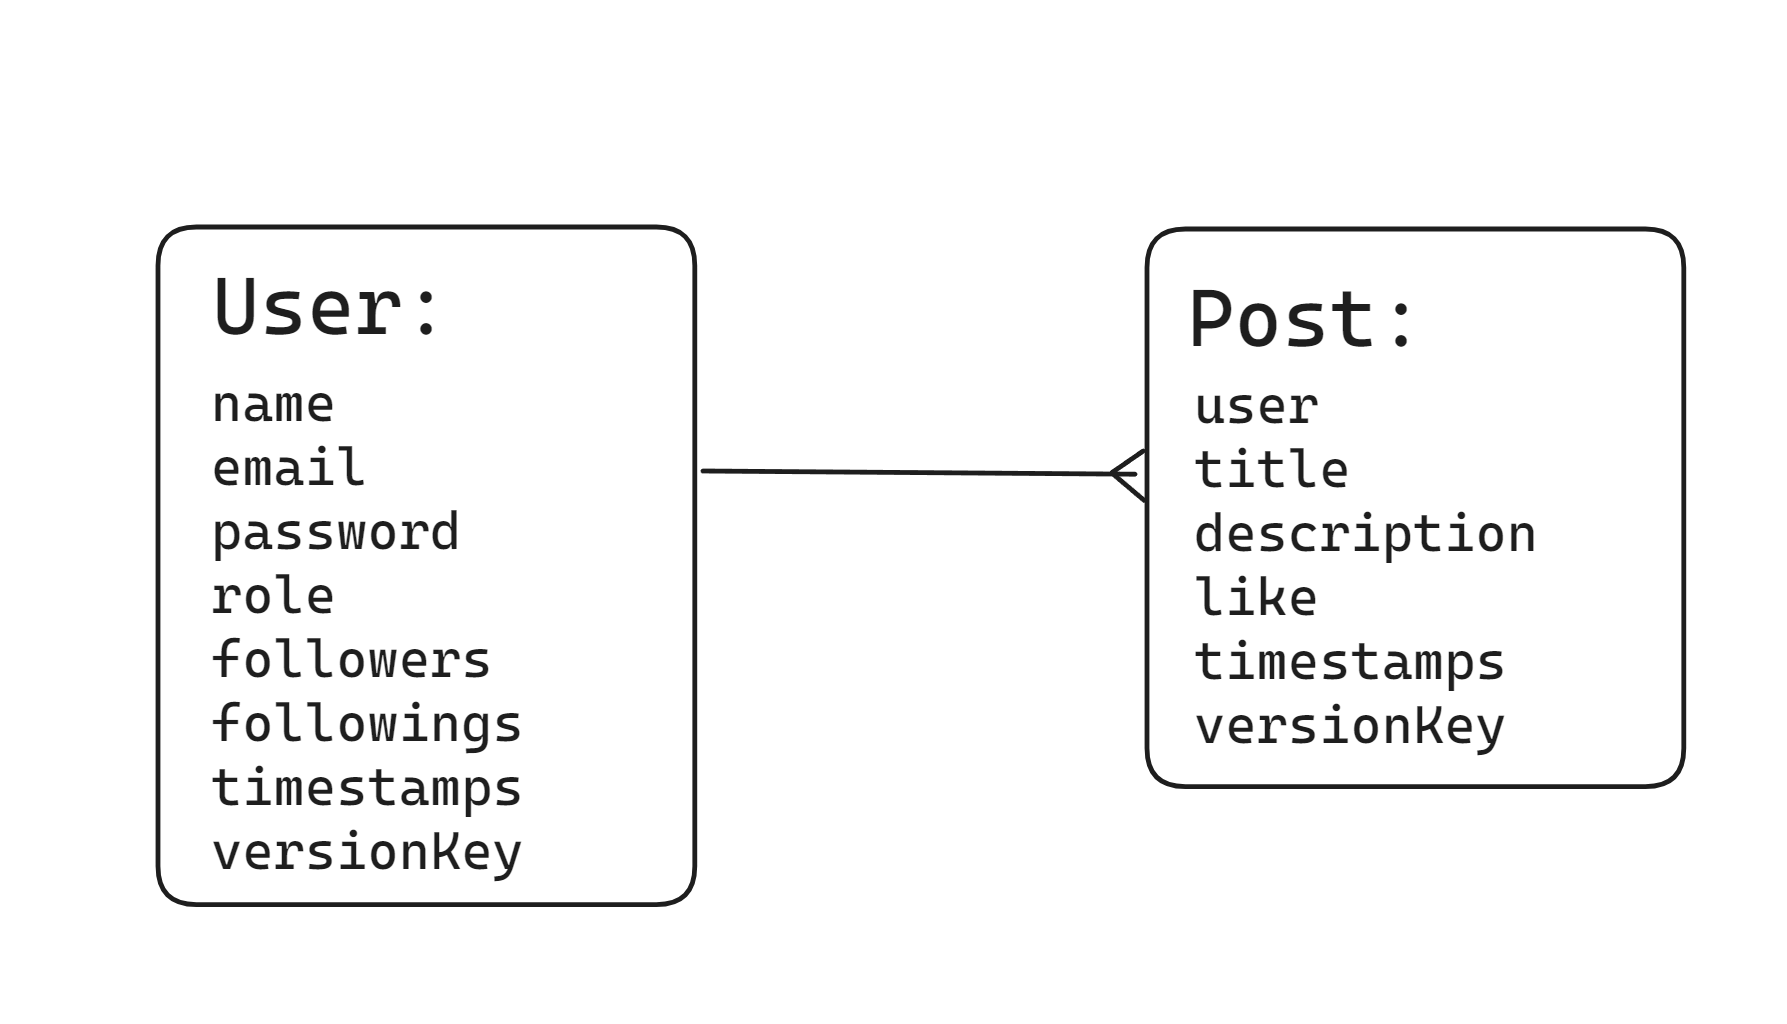 User:
name
email
password
role
followers
followings
timestamps
versionKey
Post:
user
title
description
like
timestamps
versionKey